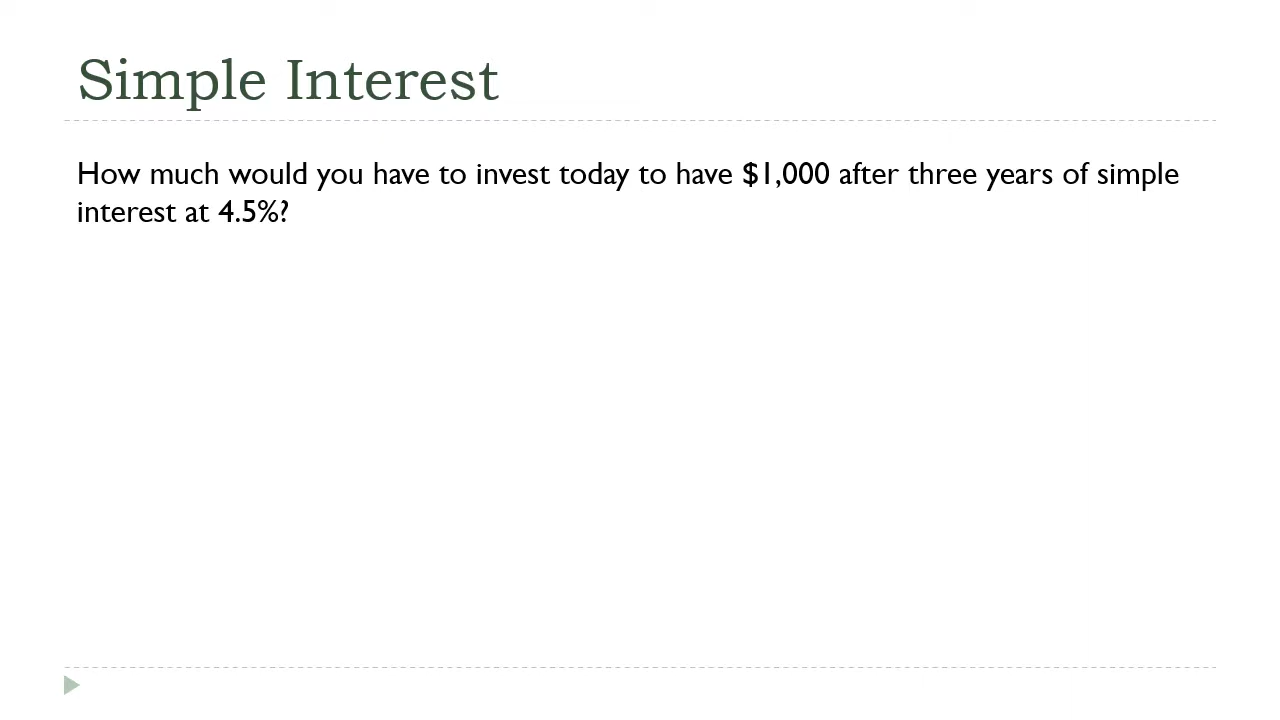 Simple Interest
How much would you have to invest today to have $1,000 after three years of simple
interest at 4.5%?